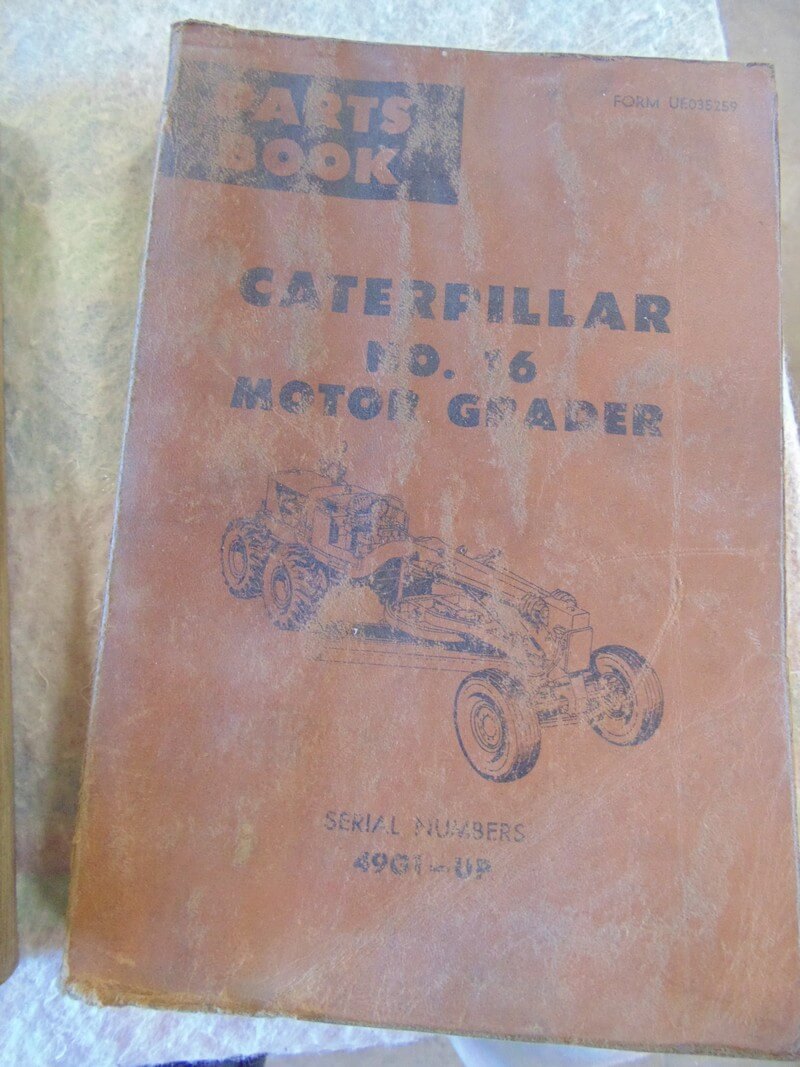 PARTS
BOOK
FORM UE035259
CATERPILLAR
NO. 16
MOTOR GRADER
SERIAL NUMBERS
49G1-UP